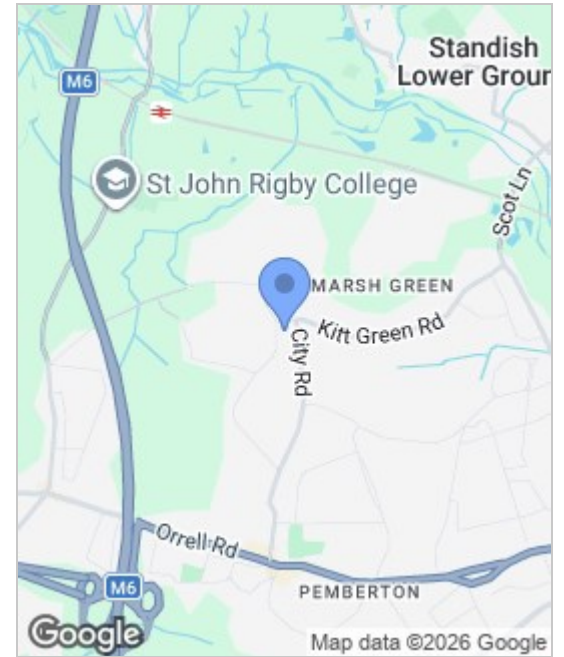 Standish
Lower Groun
M6
St John Rigby College
Scot Ln
MARSH GREEN
Kitt Green Rd
City Rd
Orrell Rd
M6
PEMBERTON
Google
Map data ©2026 Google